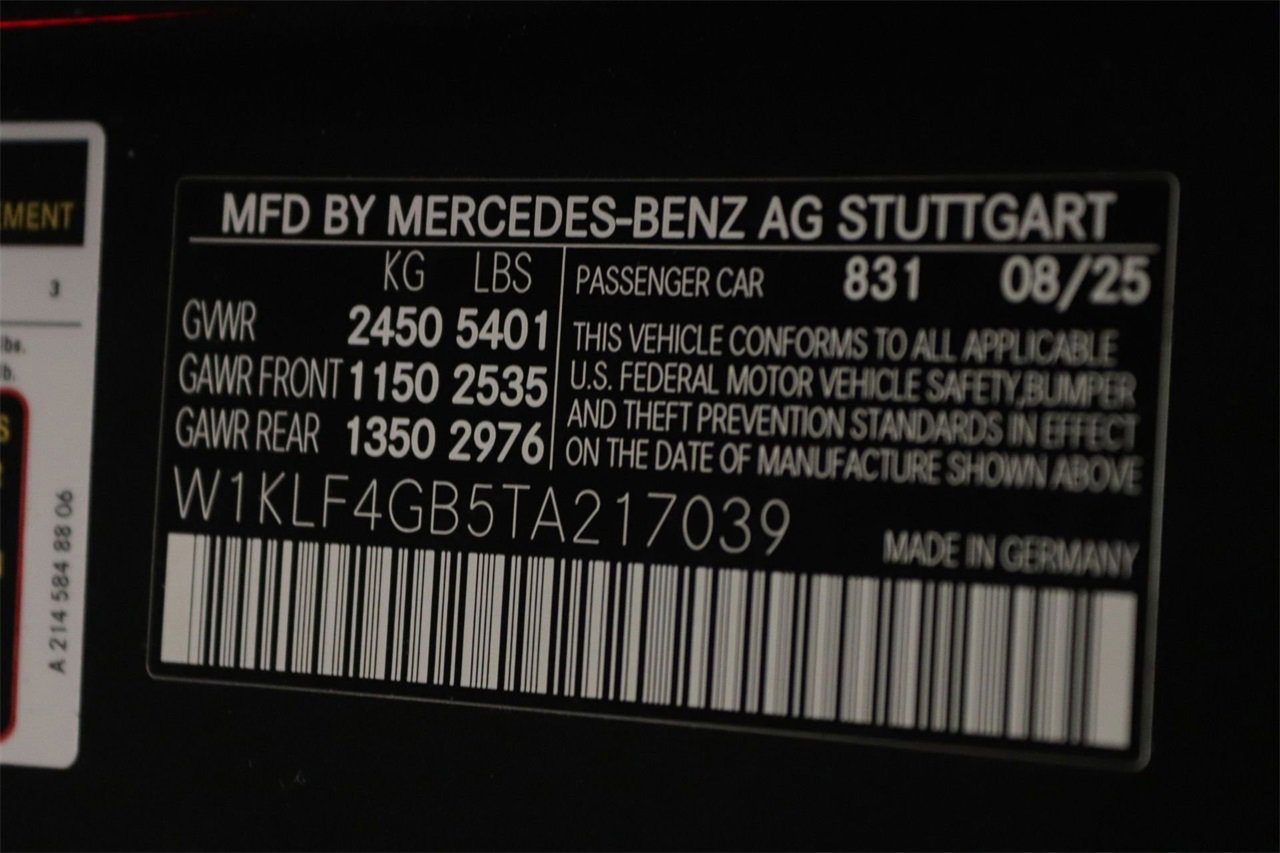 MFD BY MERCEDES-BENZ AG STUTTGART
KG LBS
GVWR 2450 5401
GAWR FRONT 1150 2535
GAWR REAR 1350 2976
PASSENGER CAR 831 08/25
THIS VEHICLE CONFORMS TO ALL APPLICABLE
U.S. FEDERAL MOTOR VEHICLE SAFETY,BUMPER
AND THEFT PREVENTION STANDARDS IN EFFECT
ON THE DATE OF MANUFACTURE SHOWN ABOVE
W1KLF4GB5TA217039
MADE IN GERMANY
3
lbs.
A 214 584 88 06